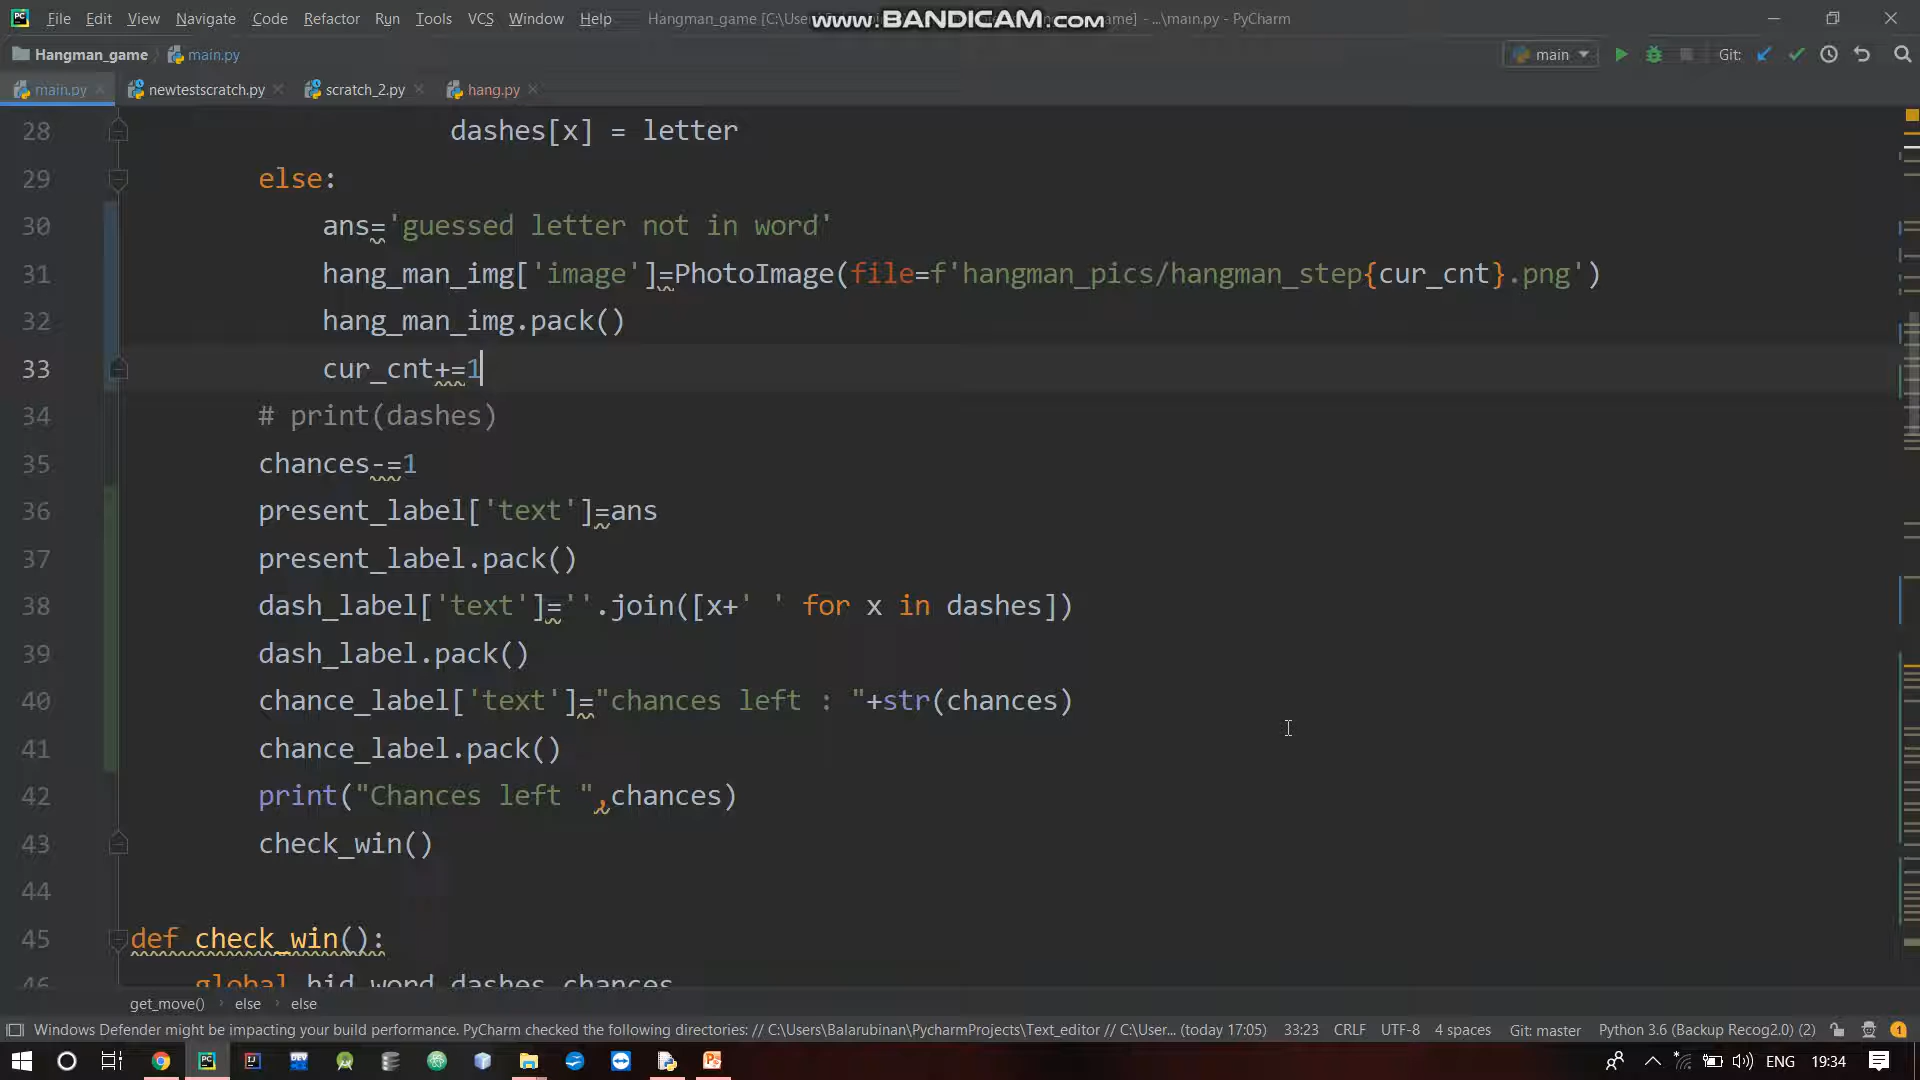 File Edit View Navigate Code Refactor Run Tools VCS Window Help Hangman_game [C:\Use www.BANDICAM.com ] - ...\main.py - PyCharm
Hangman_game main.py main Git:
main.py newtestscratch.py scratch_2.py hang.py
28 dashes[x] = letter
29 else:
30 ans='guessed letter not in word'
31 hang_man_img['image']=PhotoImage(file=f'hangman_pics/hangman_step{cur_cnt}.png')
32 hang_man_img.pack()
33 cur_cnt+=1
34 # print(dashes)
35 chances-=1
36 present_label['text']=ans
37 present_label.pack()
38 dash_label['text']=''.join([x+' ' for x in dashes])
39 dash_label.pack()
40 chance_label['text']="chances left : "+str(chances)
41 chance_label.pack()
42 print("Chances left ",chances)
43 check_win()
44
45 def check_win():
46 global hid_word,dashes,chances
get_move() › else › else
Windows Defender might be impacting your build performance. PyCharm checked the following directories: // C:\Users\Balarubinan\PycharmProjects\Text_editor // C:\User... (today 17:05) 33:23 CRLF UTF-8 4 spaces Git: master Python 3.6 (Backup Recog2.0) (2)
ENG 19:34